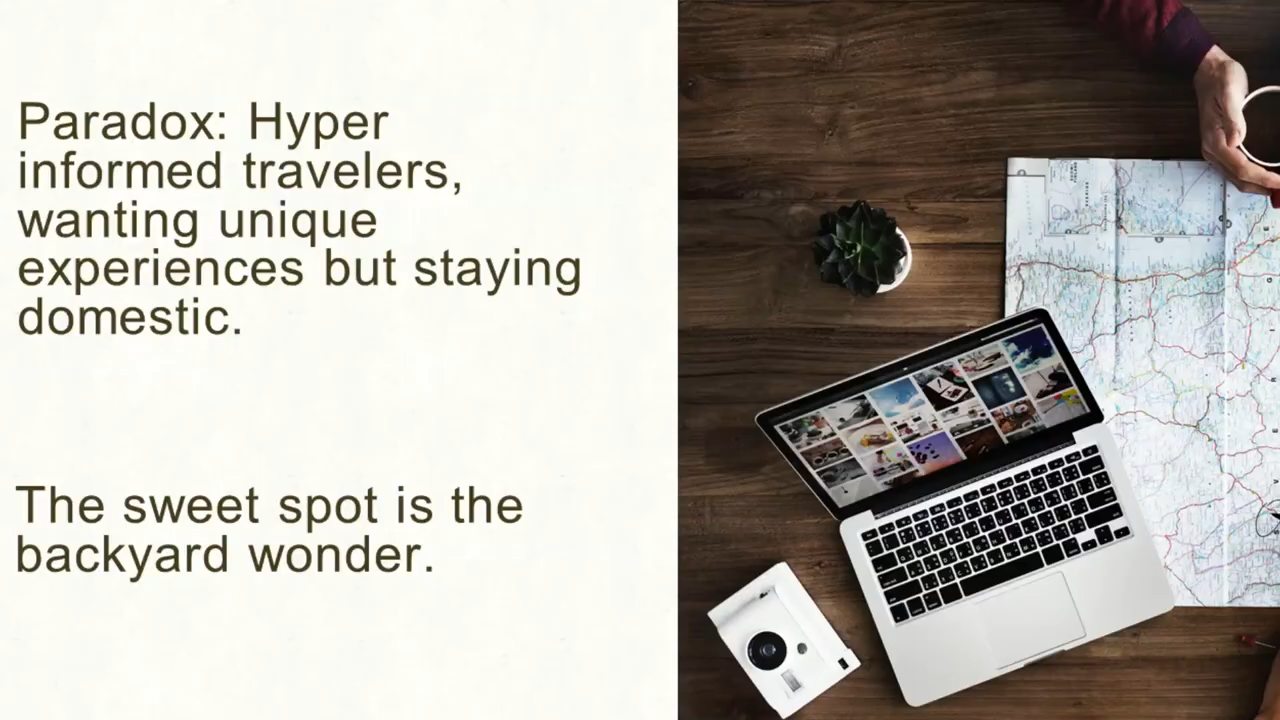 Paradox: Hyper
informed travelers,
wanting unique
experiences but staying
domestic.
The sweet spot is the
backyard wonder.